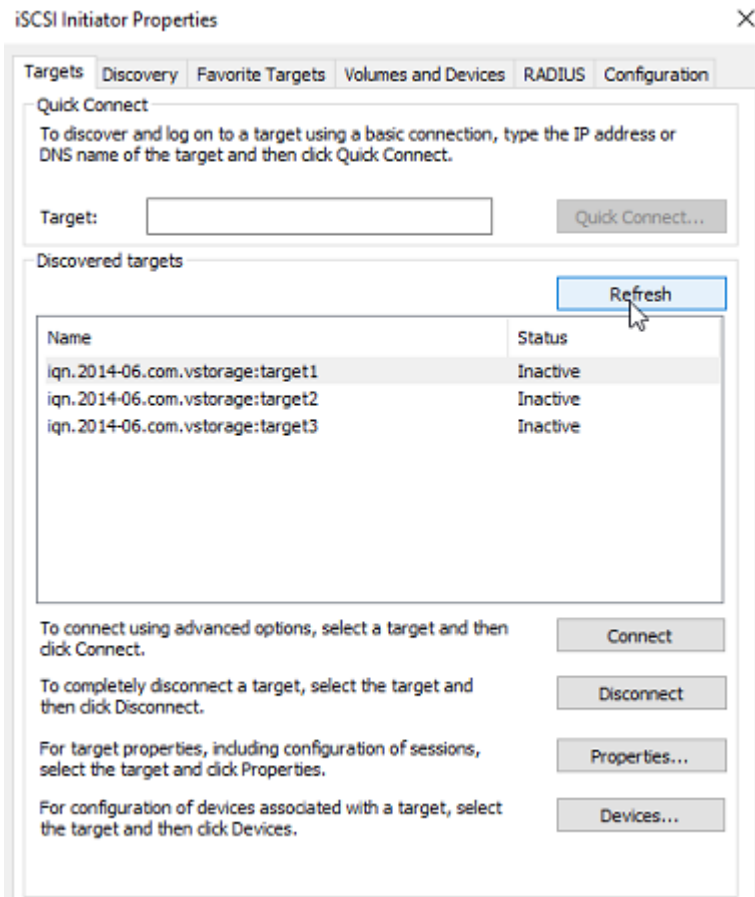 iSCSI Initiator Properties
Targets Discovery Favorite Targets Volumes and Devices RADIUS Configuration
Quick Connect
To discover and log on to a target using a basic connection, type the IP address or
DNS name of the target and then click Quick Connect.
Target: Quick Connect...
Discovered targets
Refresh
Name Status
iqn.2014-06.com.vstorage:target1 Inactive
iqn.2014-06.com.vstorage:target2 Inactive
iqn.2014-06.com.vstorage:target3 Inactive
To connect using advanced options, select a target and then
click Connect.
Connect
To completely disconnect a target, select the target and
then click Disconnect.
Disconnect
For target properties, including configuration of sessions,
select the target and click Properties.
Properties...
For configuration of devices associated with a target, select
the target and then click Devices.
Devices...